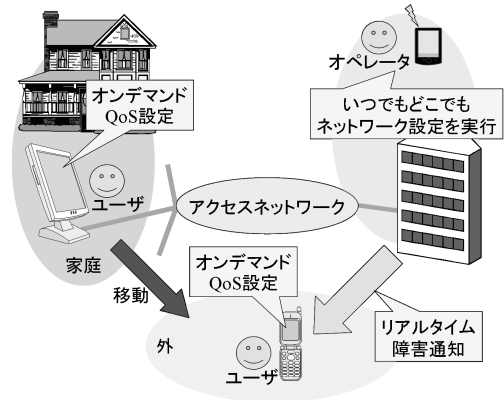 オペレータ
いつでもどこでも
ネットワーク設定を実行
オンデマンド
QoS設定
ユーザ
アクセスネットワーク
家庭
移動
オンデマンド
QoS設定
リアルタイム
障害通知
外
ユーザ